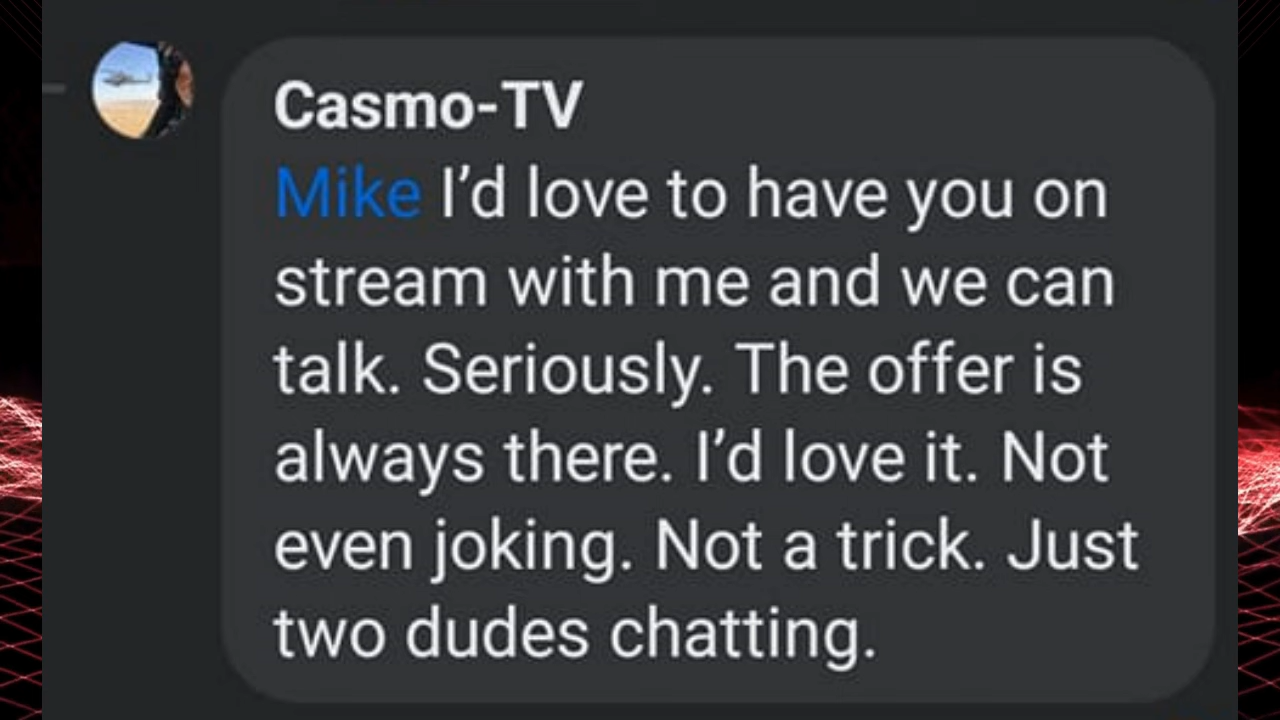 Casmo-TV
Mike I’d love to have you on
stream with me and we can
talk. Seriously. The offer is
always there. I’d love it. Not
even joking. Not a trick. Just
two dudes chatting.